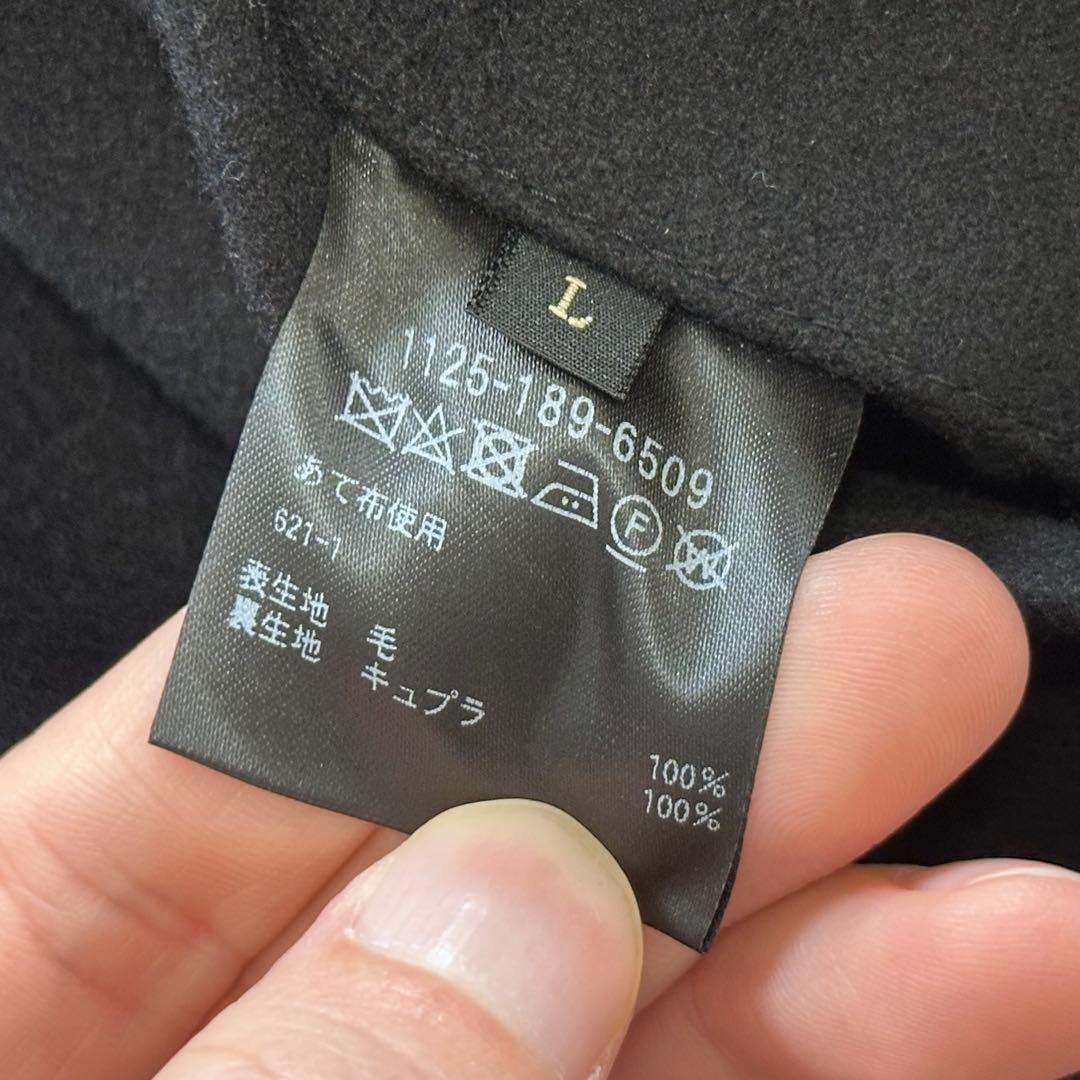 L
1125-189-6509
F W
あて布使用
621-1
表生地 毛 100%
裏生地 キュプラ 100%